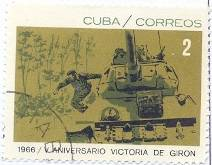 CUBA/CORREOS
2
1966/V ANIVERSARIO VICTORIA DE GIRON